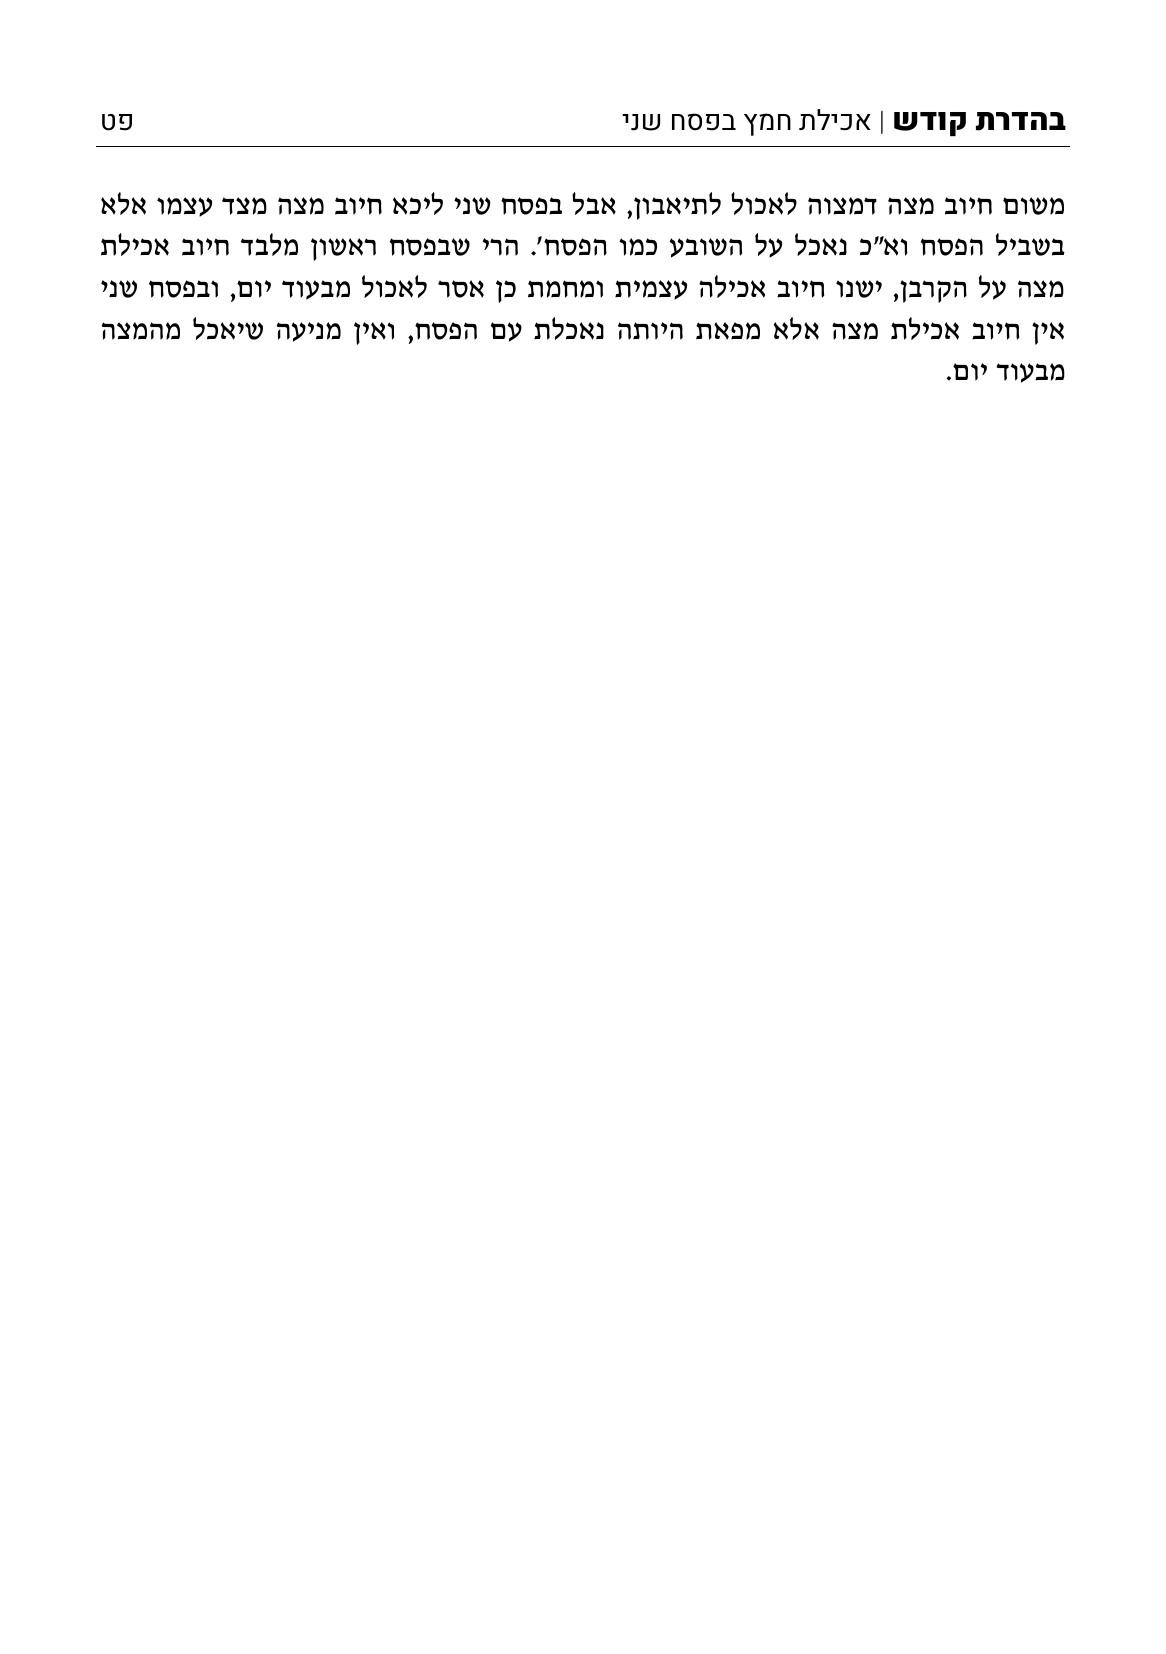 בהדרת קודש | אכילת חמץ בפסח שני פט
משום חיוב מצה דמצוה לאכול לתיאבון, אבל בפסח שני ליכא חיוב מצה מצד עצמו אלא
בשביל הפסח וא״כ נאכל על השובע כמו הפסח׳. הרי שבפסח ראשון מלבד חיוב אכילת
מצה על הקרבן, ישנו חיוב אכילה עצמית ומחמת כן אסר לאכול מבעוד יום, ובפסח שני
אין חיוב אכילת מצה אלא מפאת היותה נאכלת עם הפסח, ואין מניעה שיאכל מהמצה
מבעוד יום.